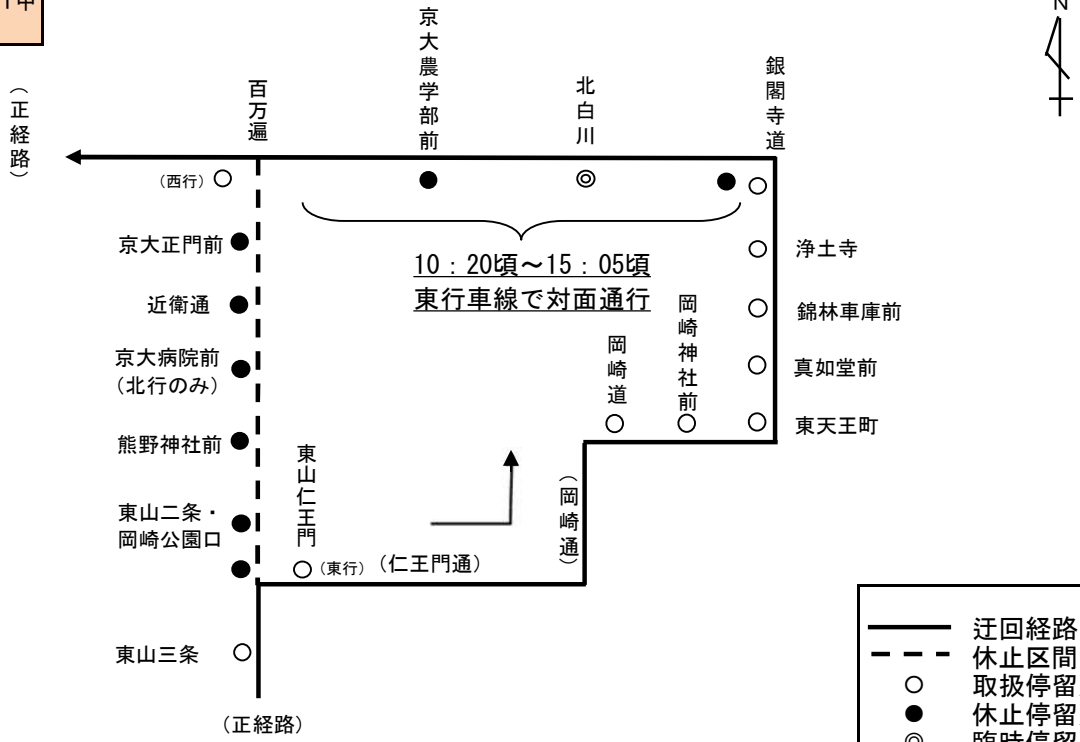 N
（正経路）
百万遍
京大農学部前
北白川
銀閣寺道
（西行）
京大正門前
近衛通
京大病院前
（北行のみ）
熊野神社前
東山二条・
岡崎公園口
10：20頃～15：05頃
東行車線で対面通行
岡崎道
岡崎神社前
浄土寺
錦林車庫前
真如堂前
東天王町
東山仁王門
（東行）
（仁王門通）
（岡崎通）
東山三条
（正経路）
迂回経路
休止区間
取扱停留
休止停留
臨時停留